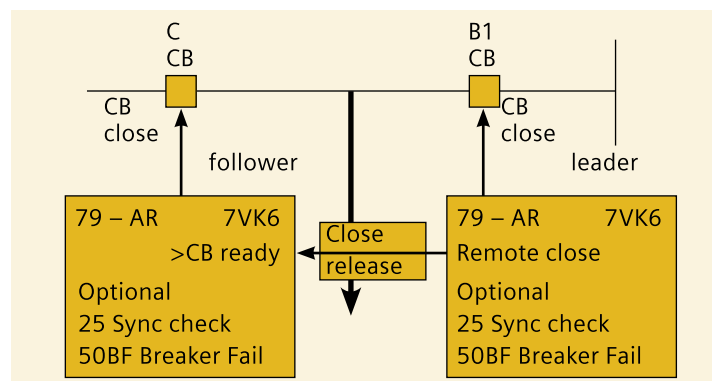 C
CB
B1
CB
CB
close
CB
close
follower
leader
79 – AR 7VK6
>CB ready
Optional
25 Sync check
50BF Breaker Fail
Close
release
79 – AR 7VK6
Remote close
Optional
25 Sync check
50BF Breaker Fail